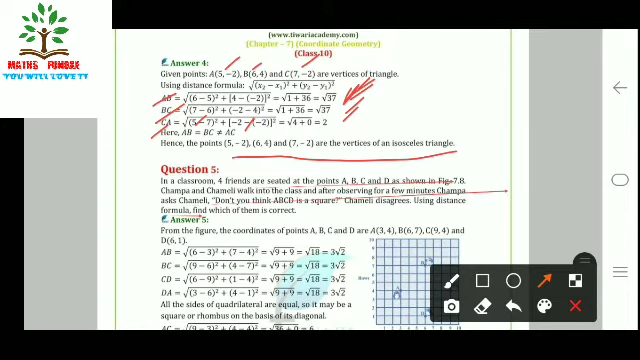 www.tiwariacademy.com
(Chapter – 7) (Coordinate Geometry)
(Class 10)
MATHS FUNBEE
YOU WILL LOVE IT
Answer 4:
Given points: A(5, −2), B(6, 4) and C(7, −2) are vertices of triangle.
Using distance formula: √(x₂ − x₁)² + (y₂ − y₁)²
AB = √(6 − 5)² + [4 − (−2)]² = √1 + 36 = √37
BC = √(7 − 6)² + (−2 − 4)² = √1 + 36 = √37
CA = √(5 − 7)² + [−2 − (−2)]² = √4 + 0 = 2
Here, AB = BC ≠ AC
Hence, the points (5, −2), (6, 4) and (7, −2) are the vertices of an isosceles triangle.
Question 5:
In a classroom, 4 friends are seated at the points A, B, C and D as shown in Fig. 7.8.
Champa and Chameli walk into the class and after observing for a few minutes Champa
asks Chameli, "Don't you think ABCD is a square?" Chameli disagrees. Using distance
formula, find which of them is correct.
Answer 5:
From the figure, the coordinates of points A, B, C and D are A(3, 4), B(6, 7), C(9, 4) and
D(6, 1).
AB = √(6 − 3)² + (7 − 4)² = √9 + 9 = √18 = 3√2
BC = √(9 − 6)² + (4 − 7)² = √9 + 9 = √18 = 3√2
CD = √(6 − 9)² + (1 − 4)² = √9 + 9 = √18 = 3√2
DA = √(3 − 6)² + (4 − 1)² = √9 + 9 = √18 = 3√2
All the sides of quadrilateral are equal, so it may be a
square or rhombus on the basis of its diagonal.
AC = √(9 − 3)² + (4 − 4)² = √36 + 0 = 6
Rows